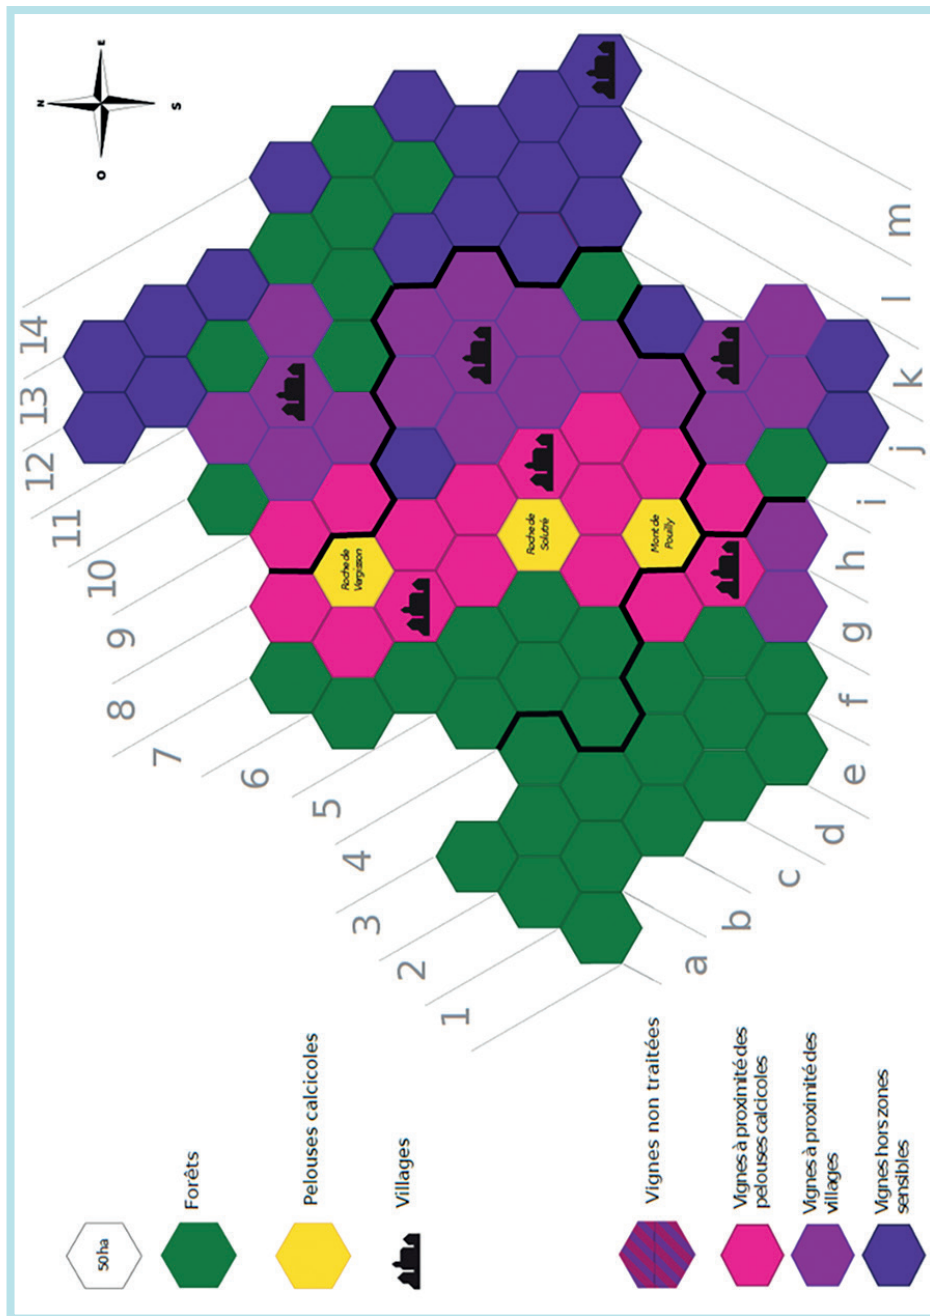 N
E
S
O
14
13
12
11
10
9
8
7
6
5
4
3
2
1
a
b
c
d
e
f
g
h
i
j
k
l
m
Roche de
Vergisson
Roche de
Solutré
Mont de
Pouilly
50 ha
Forêts
Pelouses calcicoles
Villages
Vignes non traitées
Vignes à proximité des
pelouses calcicoles
Vignes à proximité des
villages
Vignes hors zones
sensibles